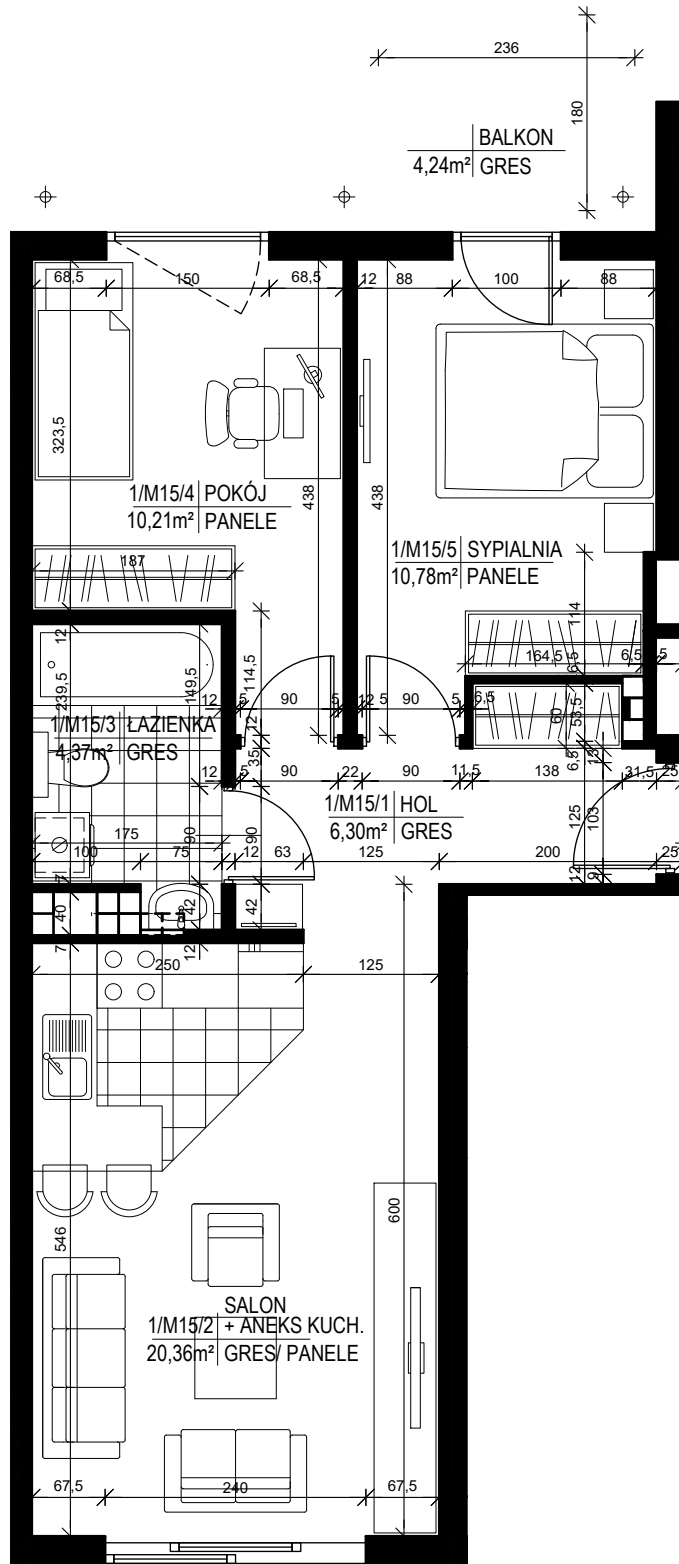 236
180
BALKON
4,24m² GRES
68,5 150 68,5 12 88 100 88
323,5
438
438
1/M15/4 POKÓJ
10,21m² PANELE
1/M15/5 SYPIALNIA
10,78m² PANELE
187
114
12
239,5
149,5
114,5
164,5 6,5 6,5 5
12 5 90 5 12 5 90 5 6,5
60
53,5
1/M15/3 ŁAZIENKA
4,37m² GRES
12
35
6,5
13
12 5 90 22 90 11,5 138 31,5 25
1/M15/1 HOL
6,30m² GRES
125
103
175
90
90
100 75 12 63 125 200 25
7
12
9
40
42
42
7
12
250 125
600
546
SALON
1/M15/2 + ANEKS KUCH.
20,36m² GRES/ PANELE
67,5 240 67,5